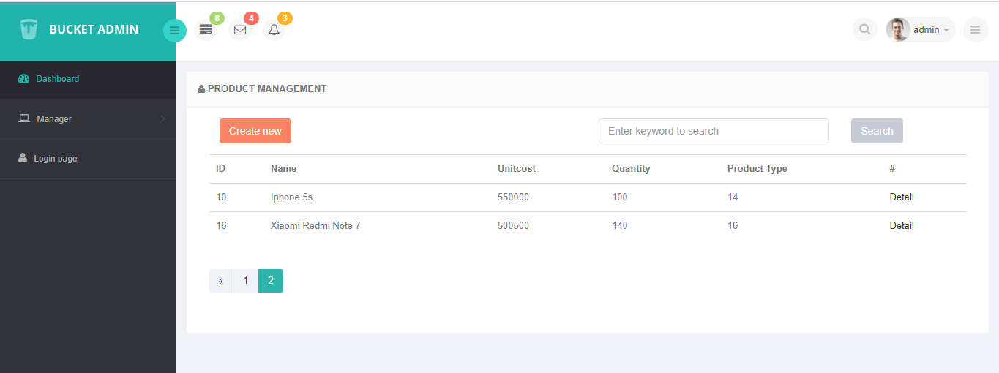 BUCKET ADMIN
8 4 3
admin
Dashboard
Manager
Login page
PRODUCT MANAGEMENT
Create new
Enter keyword to search
Search
ID Name Unitcost Quantity Product Type #
10 Iphone 5s 550000 100 14 Detail
16 Xiaomi Redmi Note 7 500500 140 16 Detail
« 1 2